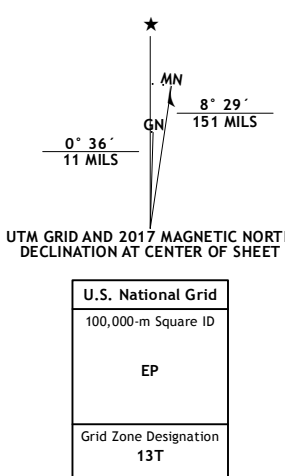 ★
MN
GN
8° 29´
151 MILS
0° 36´
11 MILS
UTM GRID AND 2017 MAGNETIC NORT
DECLINATION AT CENTER OF SHEET
U.S. National Grid
100,000-m Square ID
EP
Grid Zone Designation
13T